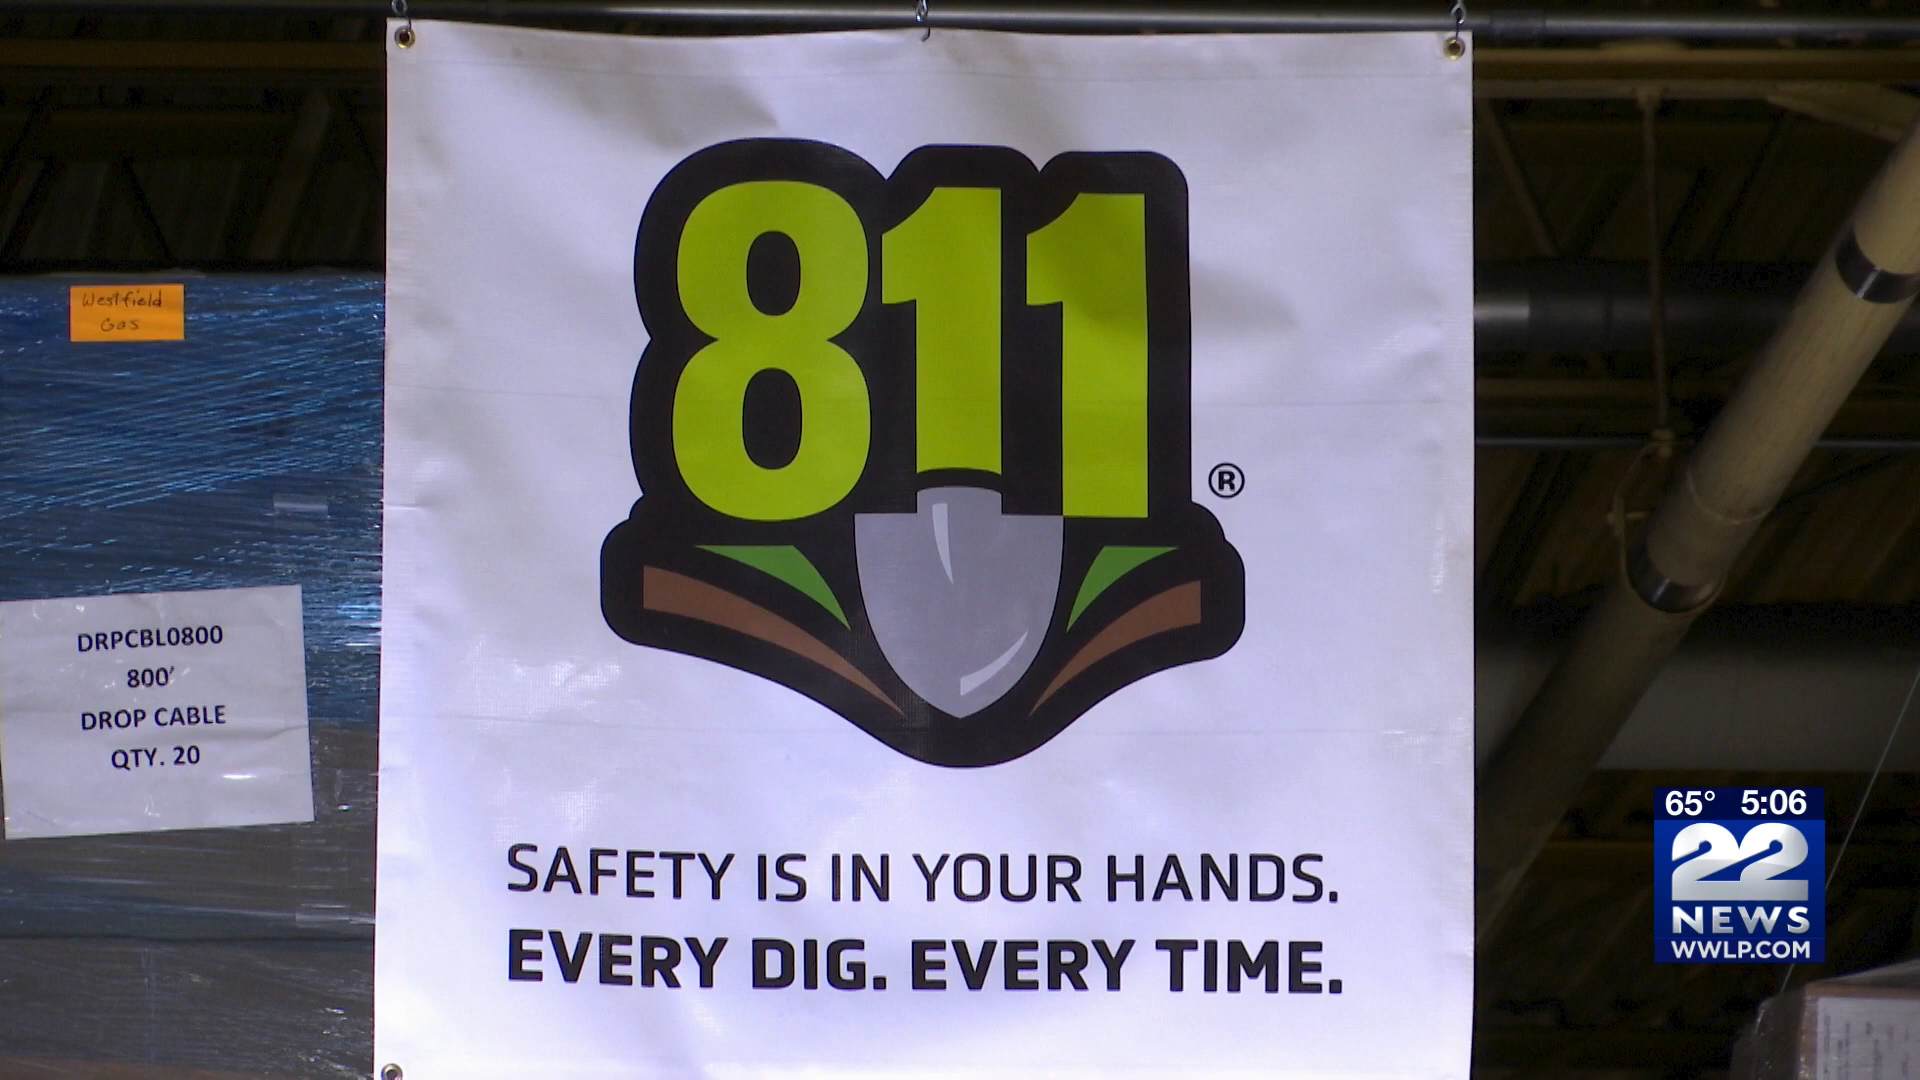 811
®
SAFETY IS IN YOUR HANDS.
EVERY DIG. EVERY TIME.
Westfield
Gas
DRPCBL0800
800'
DROP CABLE
QTY. 20
65° 5:06
22
NEWS
WWLP.COM